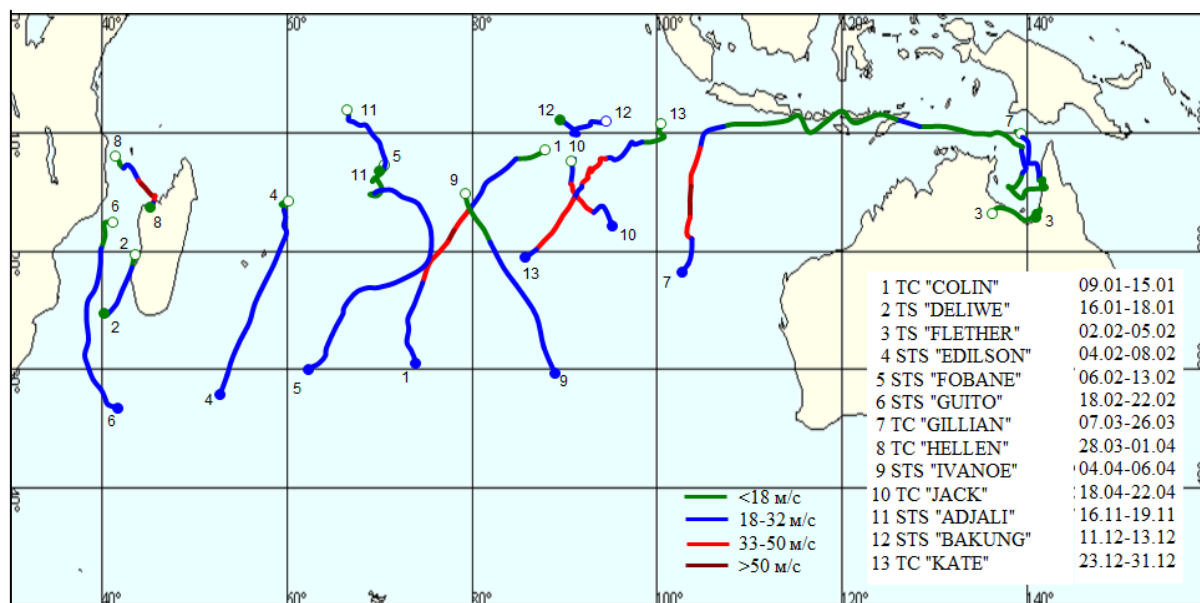 40°
60°
80°
100°
120°
140°
11
12
12
13
8
10
1
7
5
11
9
4
8
6
3
3
10
2
13
7
2
5
1
9
4
6
1 TC "COLIN" 09.01-15.01
2 TS "DELIWE" 16.01-18.01
3 TS "FLETHER" 02.02-05.02
4 STS "EDILSON" 04.02-08.02
5 STS "FOBANE" 06.02-13.02
6 STS "GUITO" 18.02-22.02
7 TC "GILLIAN" 07.03-26.03
8 TC "HELLEN" 28.03-01.04
9 STS "IVANOE" 04.04-06.04
10 TC "JACK" 18.04-22.04
11 STS "ADJALI" 16.11-19.11
12 STS "BAKUNG" 11.12-13.12
13 TC "KATE" 23.12-31.12
<18 м/с
18-32 м/с
33-50 м/с
>50 м/с
40°
60°
80°
100°
120°
140°